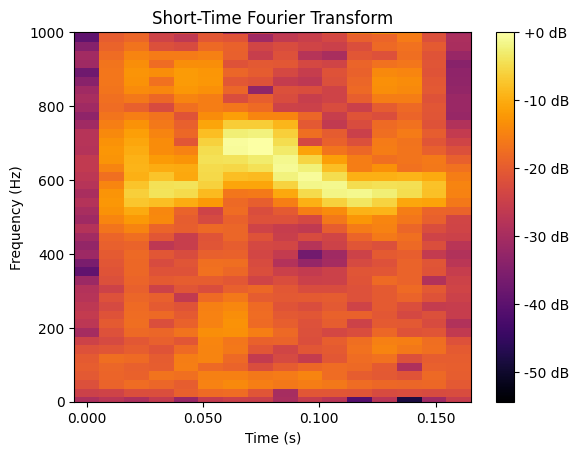 Short-Time Fourier Transform
1000
800
600
400
200
0
Frequency (Hz)
0.000
0.050
0.100
0.150
Time (s)
+0 dB
-10 dB
-20 dB
-30 dB
-40 dB
-50 dB